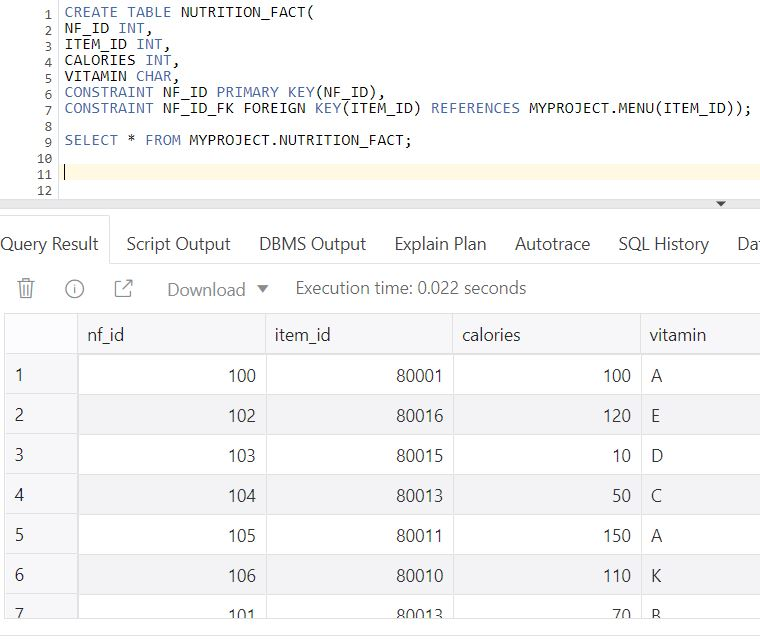 1 CREATE TABLE NUTRITION_FACT(
2 NF_ID INT,
3 ITEM_ID INT,
4 CALORIES INT,
5 VITAMIN CHAR,
6 CONSTRAINT NF_ID PRIMARY KEY(NF_ID),
7 CONSTRAINT NF_ID_FK FOREIGN KEY(ITEM_ID) REFERENCES MYPROJECT.MENU(ITEM_ID));
8
9 SELECT * FROM MYPROJECT.NUTRITION_FACT;
10
11
12
Query Result Script Output DBMS Output Explain Plan Autotrace SQL History Da
Download Execution time: 0.022 seconds
nf_id item_id calories vitamin
1 100 80001 100 A
2 102 80016 120 E
3 103 80015 10 D
4 104 80013 50 C
5 105 80011 150 A
6 106 80010 110 K
7 101 80013 70 B